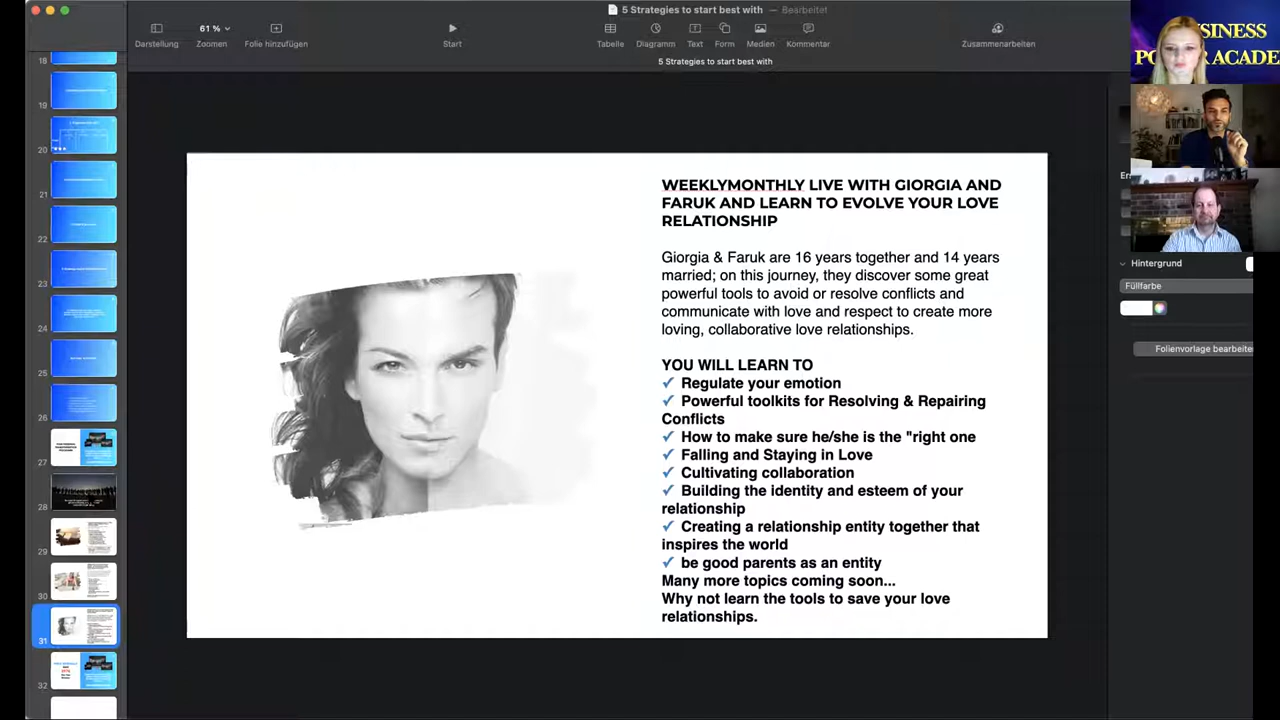 5 Strategies to start best with — Bearbeitet
61 %
Darstellung
Zoomen
Folie hinzufügen
Start
Tabelle
Diagramm
Text
Form
Medien
Kommentar
Zusammenarbeiten
5 Strategies to start best with
BUSINESS
ACADE
WEEKLYMONTHLY LIVE WITH GIORGIA AND
FARUK AND LEARN TO EVOLVE YOUR LOVE
RELATIONSHIP
Giorgia & Faruk are 16 years together and 14 years
married; on this journey, they discover some great
powerful tools to avoid or resolve conflicts and
communicate with love and respect to create more
loving, collaborative love relationships.
YOU WILL LEARN TO
✓ Regulate your emotion
✓ Powerful toolkits for Resolving & Repairing
Conflicts
✓ How to make sure he/she is the "right one
✓ Falling and Staying in Love
✓ Cultivating collaboration
✓ Building the identity and esteem of your
relationship
✓ Creating a relationship entity together that
inspires the world
✓ be good parents as an entity
Many more topics coming soon...
Why not learn the tools to save your love
relationships.
Hintergrund
Füllfarbe
Folienvorlage bearbeiten
18
19
20
21
22
23
24
25
26
27
28
29
30
31
32